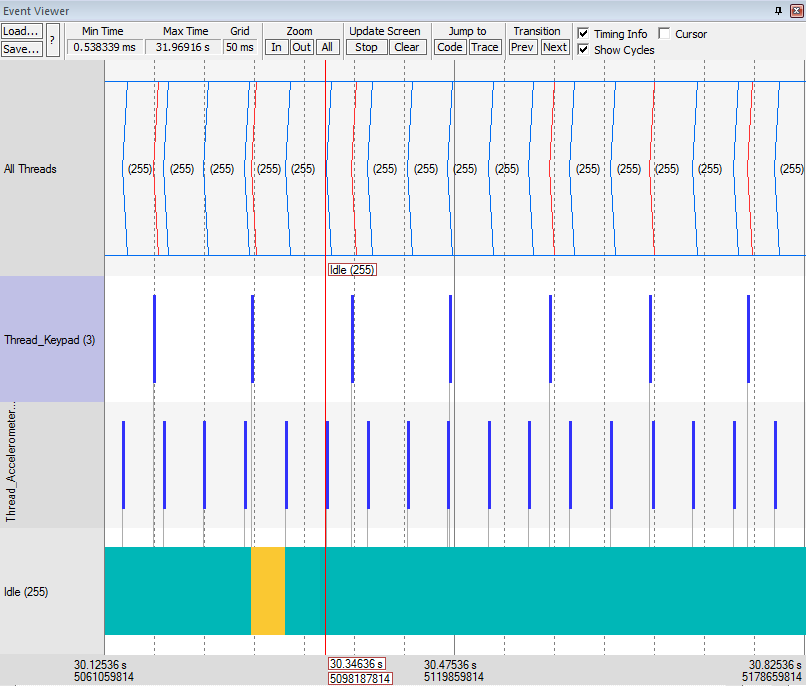 Event Viewer
Load... Min Time Max Time Grid Zoom Update Screen Jump to Transition Timing Info Cursor
Save... ? 0.538339 ms 31.96916 s 50 ms In Out All Stop Clear Code Trace Prev Next Show Cycles
All Threads (255) (255) (255) (255) (255) (255) (255) (255) (255) (255) (255) (255) (255) (255)
Idle (255)
Thread_Keypad (3)
Thread_Accelerometer...
Idle (255)
30.12536 s 30.34636 s 30.47536 s 30.82536 s
5061059814 5098187814 5119859814 5178659814